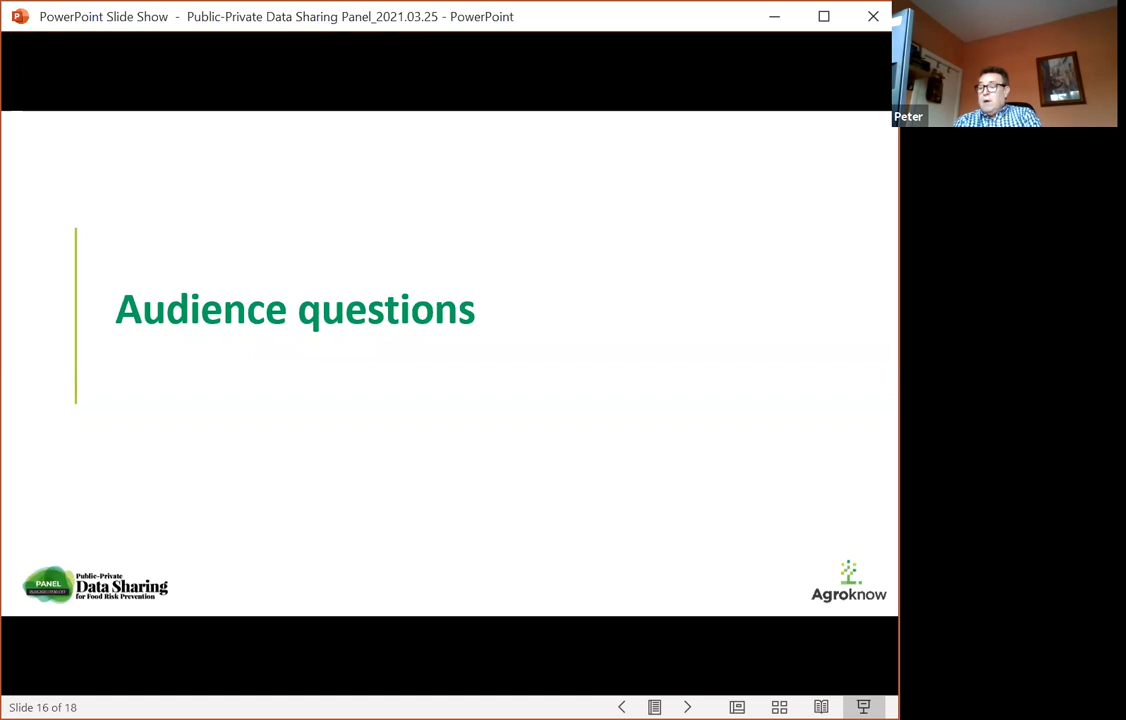 PowerPoint Slide Show - Public-Private Data Sharing Panel_2021.03.25 - PowerPoint
Peter
Audience questions
PANEL
Public-Private
Data Sharing
for Food Risk Prevention
Agroknow
Slide 16 of 18